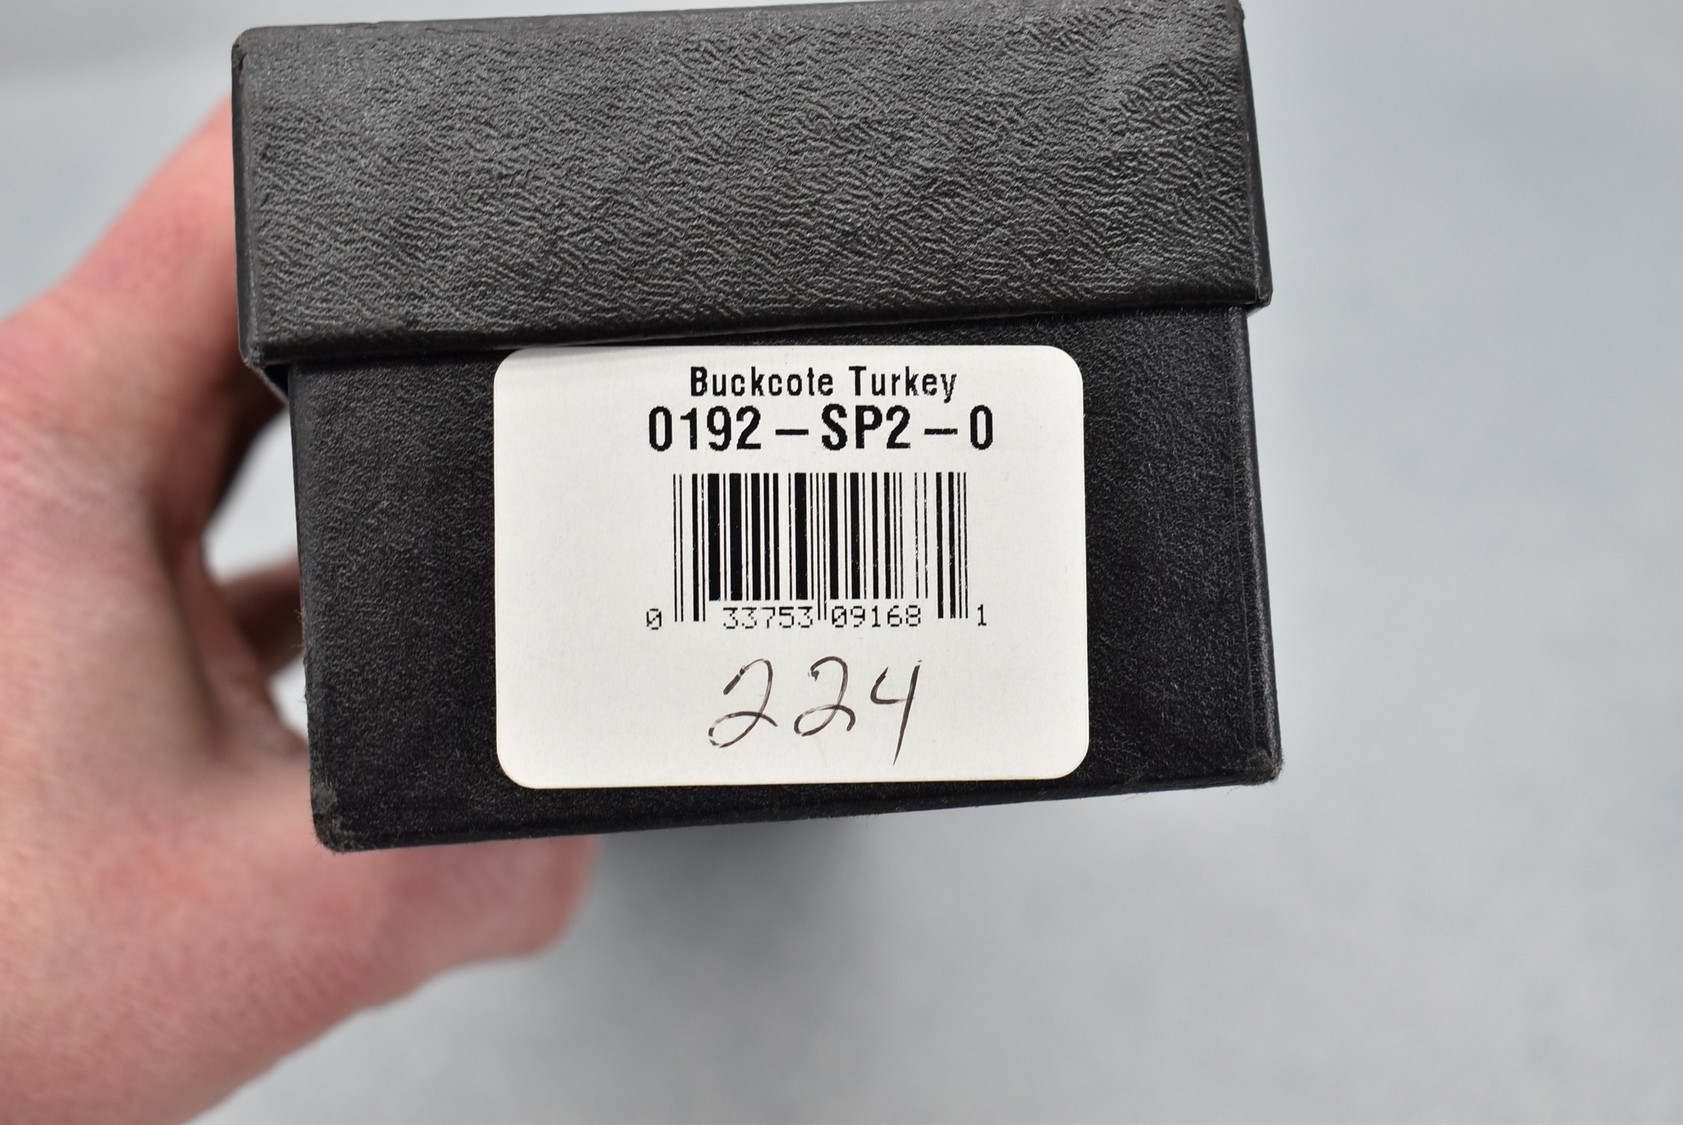 Buckcote Turkey
0192-SP2-0
0 33753 09168 1
224